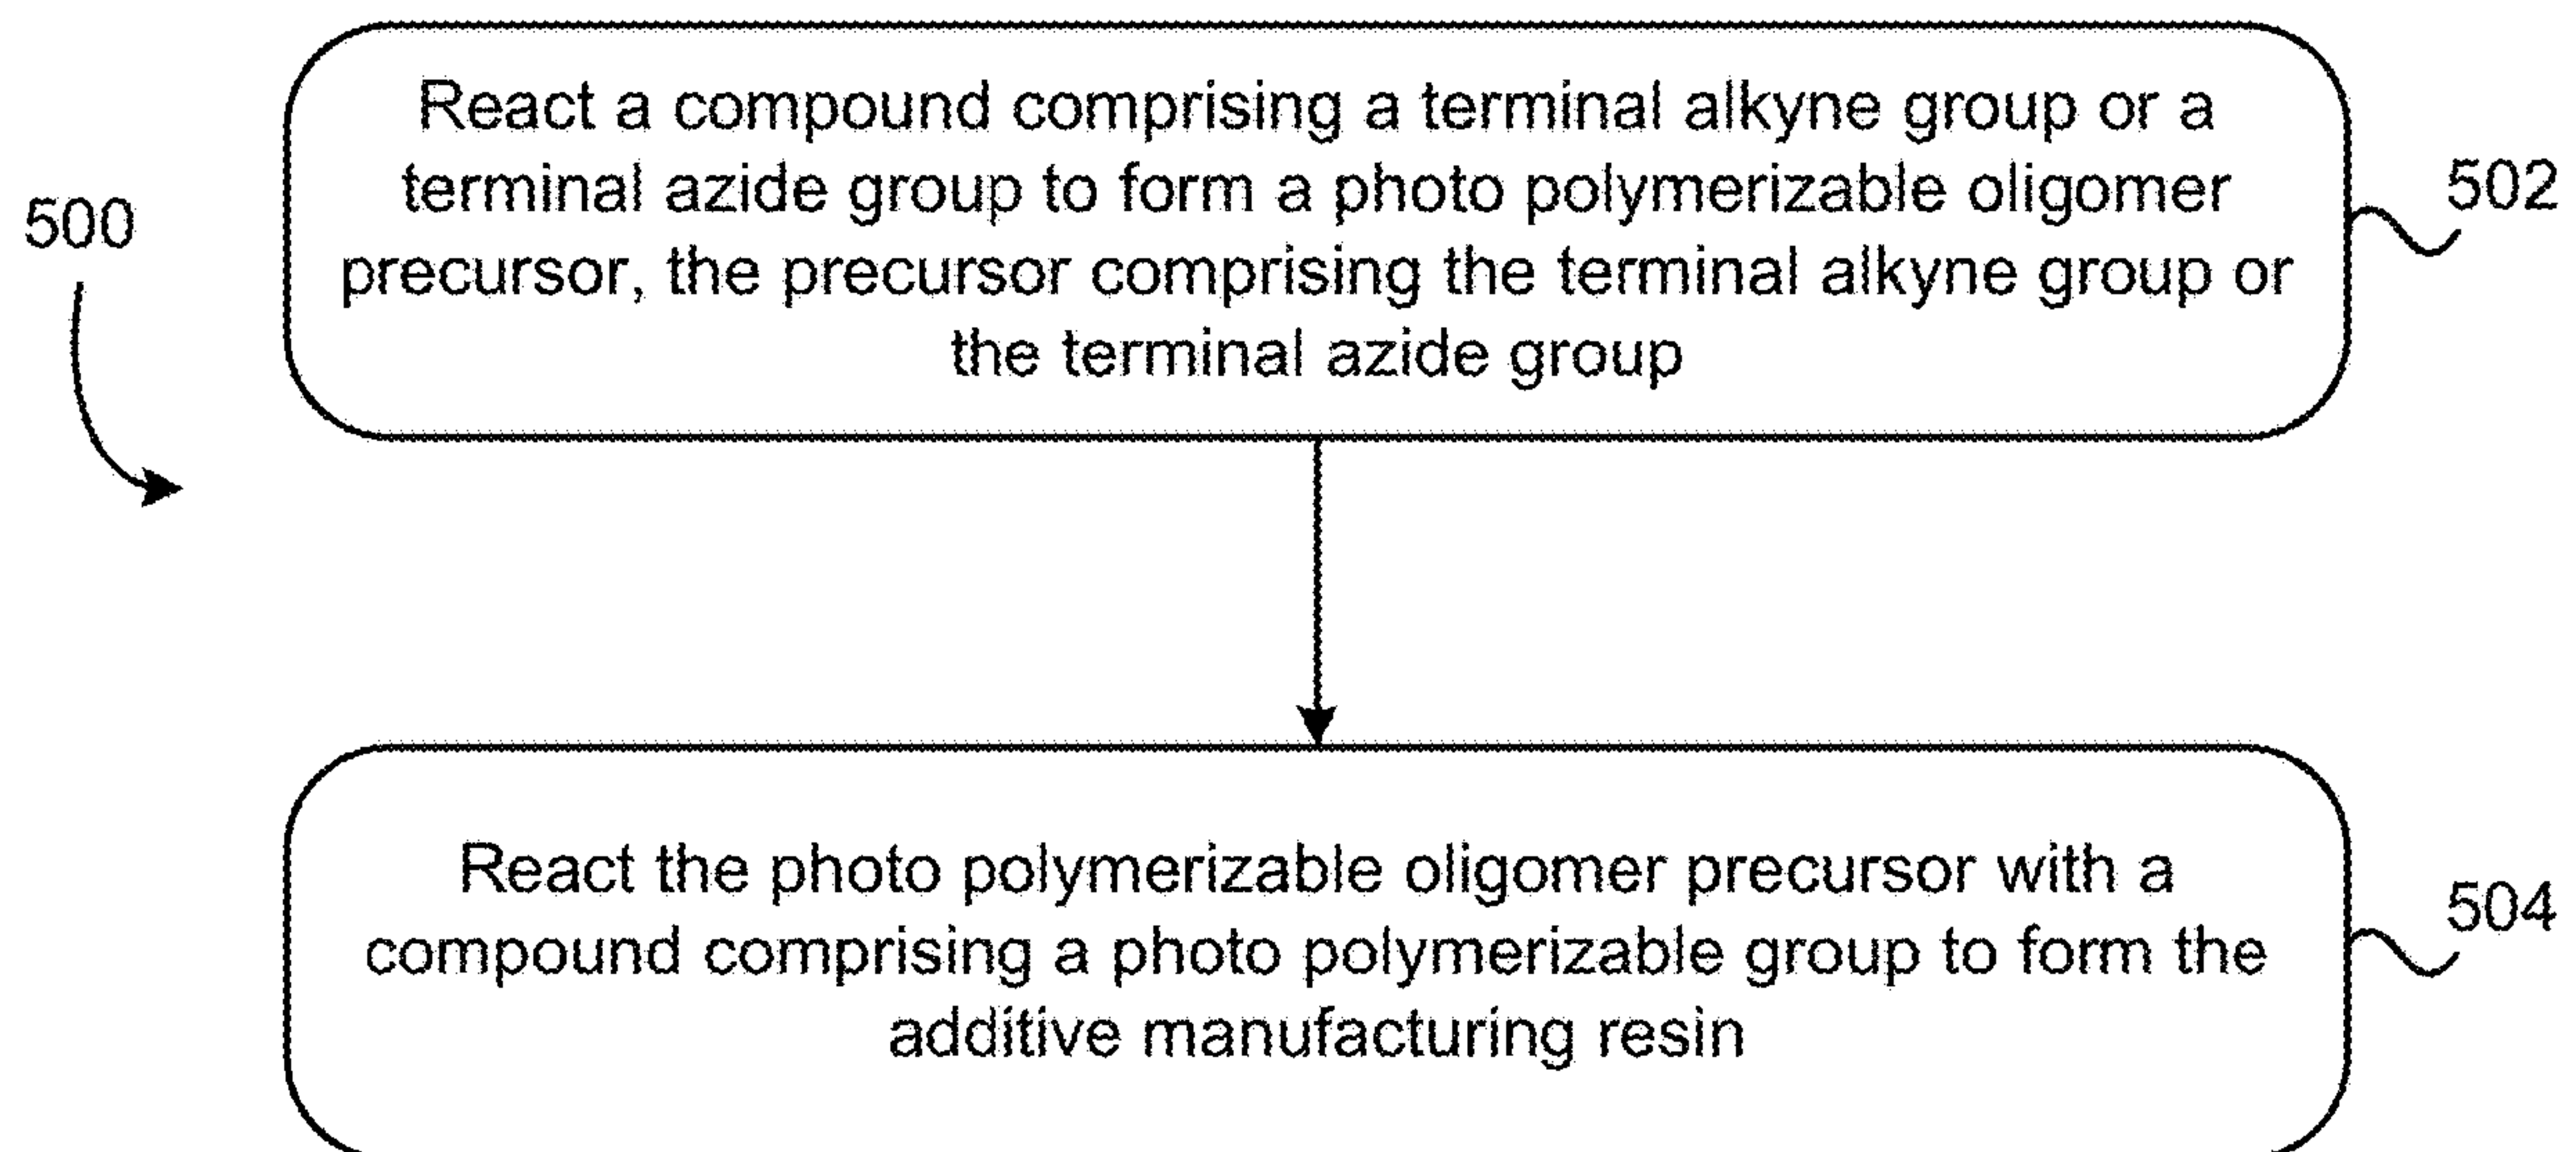 500
React a compound comprising a terminal alkyne group or a
terminal azide group to form a photo polymerizable oligomer
precursor, the precursor comprising the terminal alkyne group or
the terminal azide group
502
React the photo polymerizable oligomer precursor with a
compound comprising a photo polymerizable group to form the
additive manufacturing resin
504